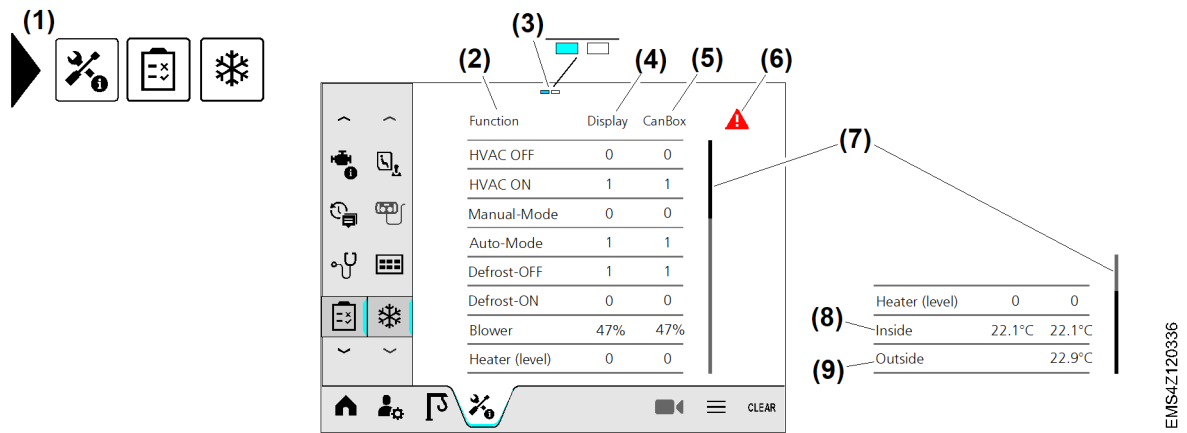 (1)
(3)
(2) (4) (5) (6)
Function Display CanBox
(7)
HVAC OFF 0 0
HVAC ON 1 1
Manual-Mode 0 0
Auto-Mode 1 1
Defrost-OFF 1 1
Defrost-ON 0 0
Blower 47% 47%
Heater (level) 0 0
Heater (level) 0 0
(8) Inside 22.1°C 22.1°C
(9) Outside 22.9°C
CLEAR
EMS4Z120336